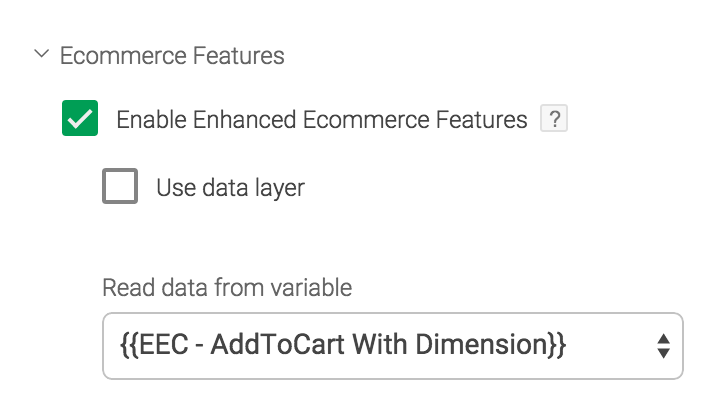 Ecommerce Features
Enable Enhanced Ecommerce Features ?
Use data layer
Read data from variable
{{EEC - AddToCart With Dimension}}